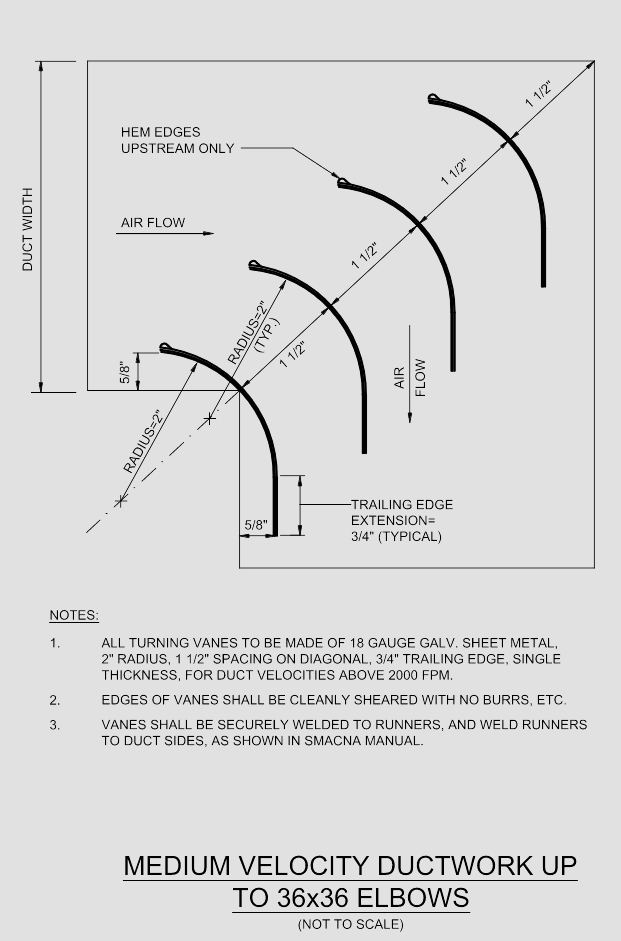 1 1/2"
HEM EDGES
UPSTREAM ONLY
1 1/2"
DUCT WIDTH
AIR FLOW
1 1/2"
RADIUS=2"
(TYP.)
1 1/2"
5/8"
AIR
FLOW
RADIUS=2"
TRAILING EDGE
EXTENSION=
3/4" (TYPICAL)
5/8"
NOTES:
1. ALL TURNING VANES TO BE MADE OF 18 GAUGE GALV. SHEET METAL,
2" RADIUS, 1 1/2" SPACING ON DIAGONAL, 3/4" TRAILING EDGE, SINGLE
THICKNESS, FOR DUCT VELOCITIES ABOVE 2000 FPM.
2. EDGES OF VANES SHALL BE CLEANLY SHEARED WITH NO BURRS, ETC.
3. VANES SHALL BE SECURELY WELDED TO RUNNERS, AND WELD RUNNERS
TO DUCT SIDES, AS SHOWN IN SMACNA MANUAL.
MEDIUM VELOCITY DUCTWORK UP
TO 36x36 ELBOWS
(NOT TO SCALE)